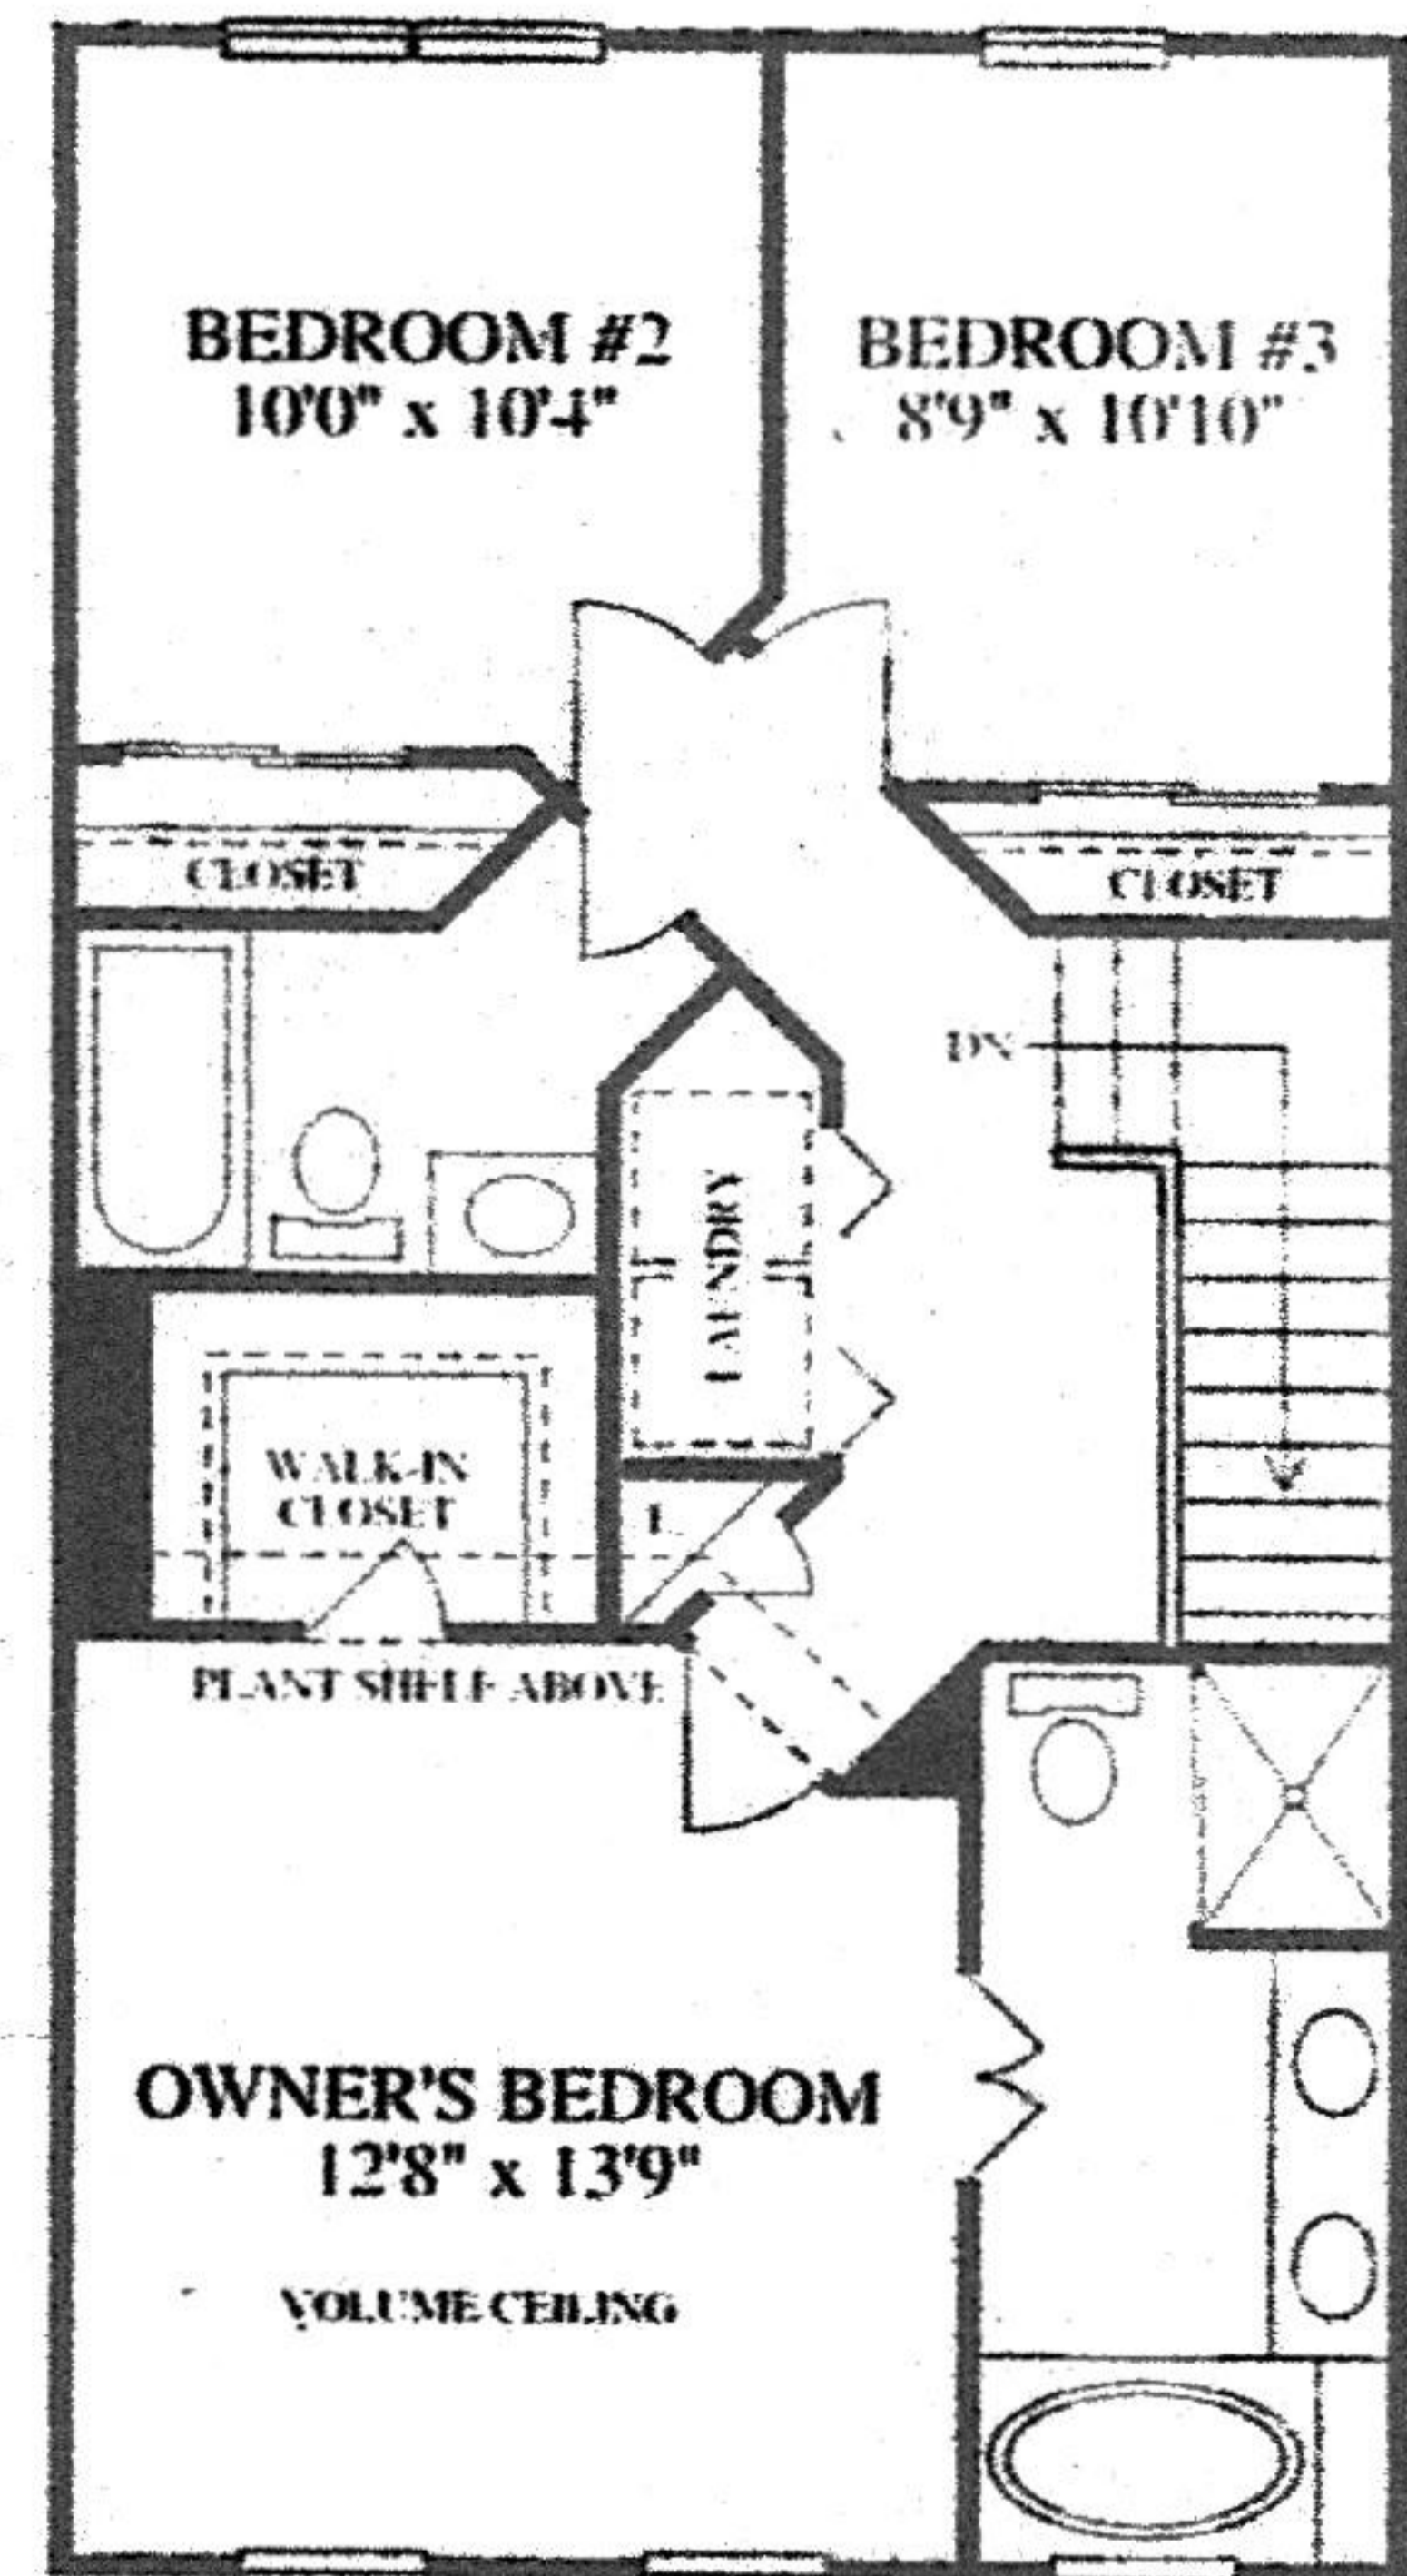 BEDROOM #2
10'0" x 10'4"
BEDROOM #3
8'9" x 10'10"
CLOSET
CLOSET
DN
LAUNDRY
WALK-IN
CLOSET
L
PLANT SHELF ABOVE
OWNER'S BEDROOM
12'8" x 13'9"
VOLUME CEILING